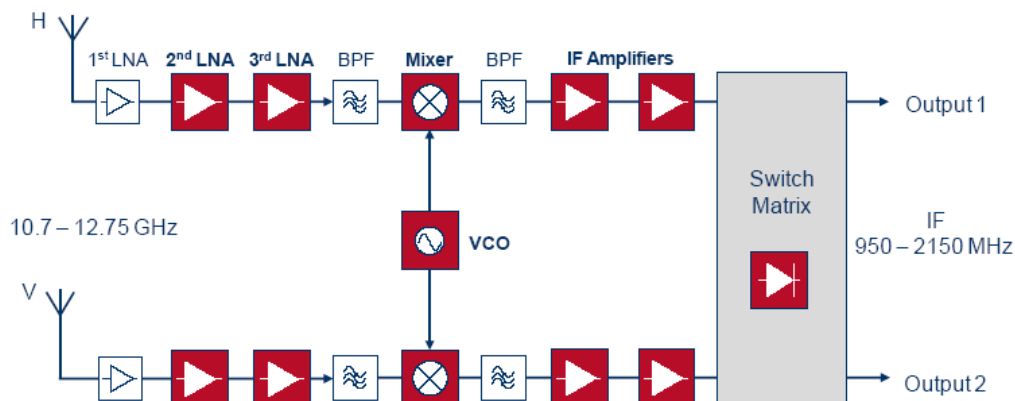 H
1st LNA
2nd LNA
3rd LNA
BPF
Mixer
BPF
IF Amplifiers
Output 1
Switch
Matrix
10.7 – 12.75 GHz
VCO
IF
950 – 2150 MHz
V
Output 2